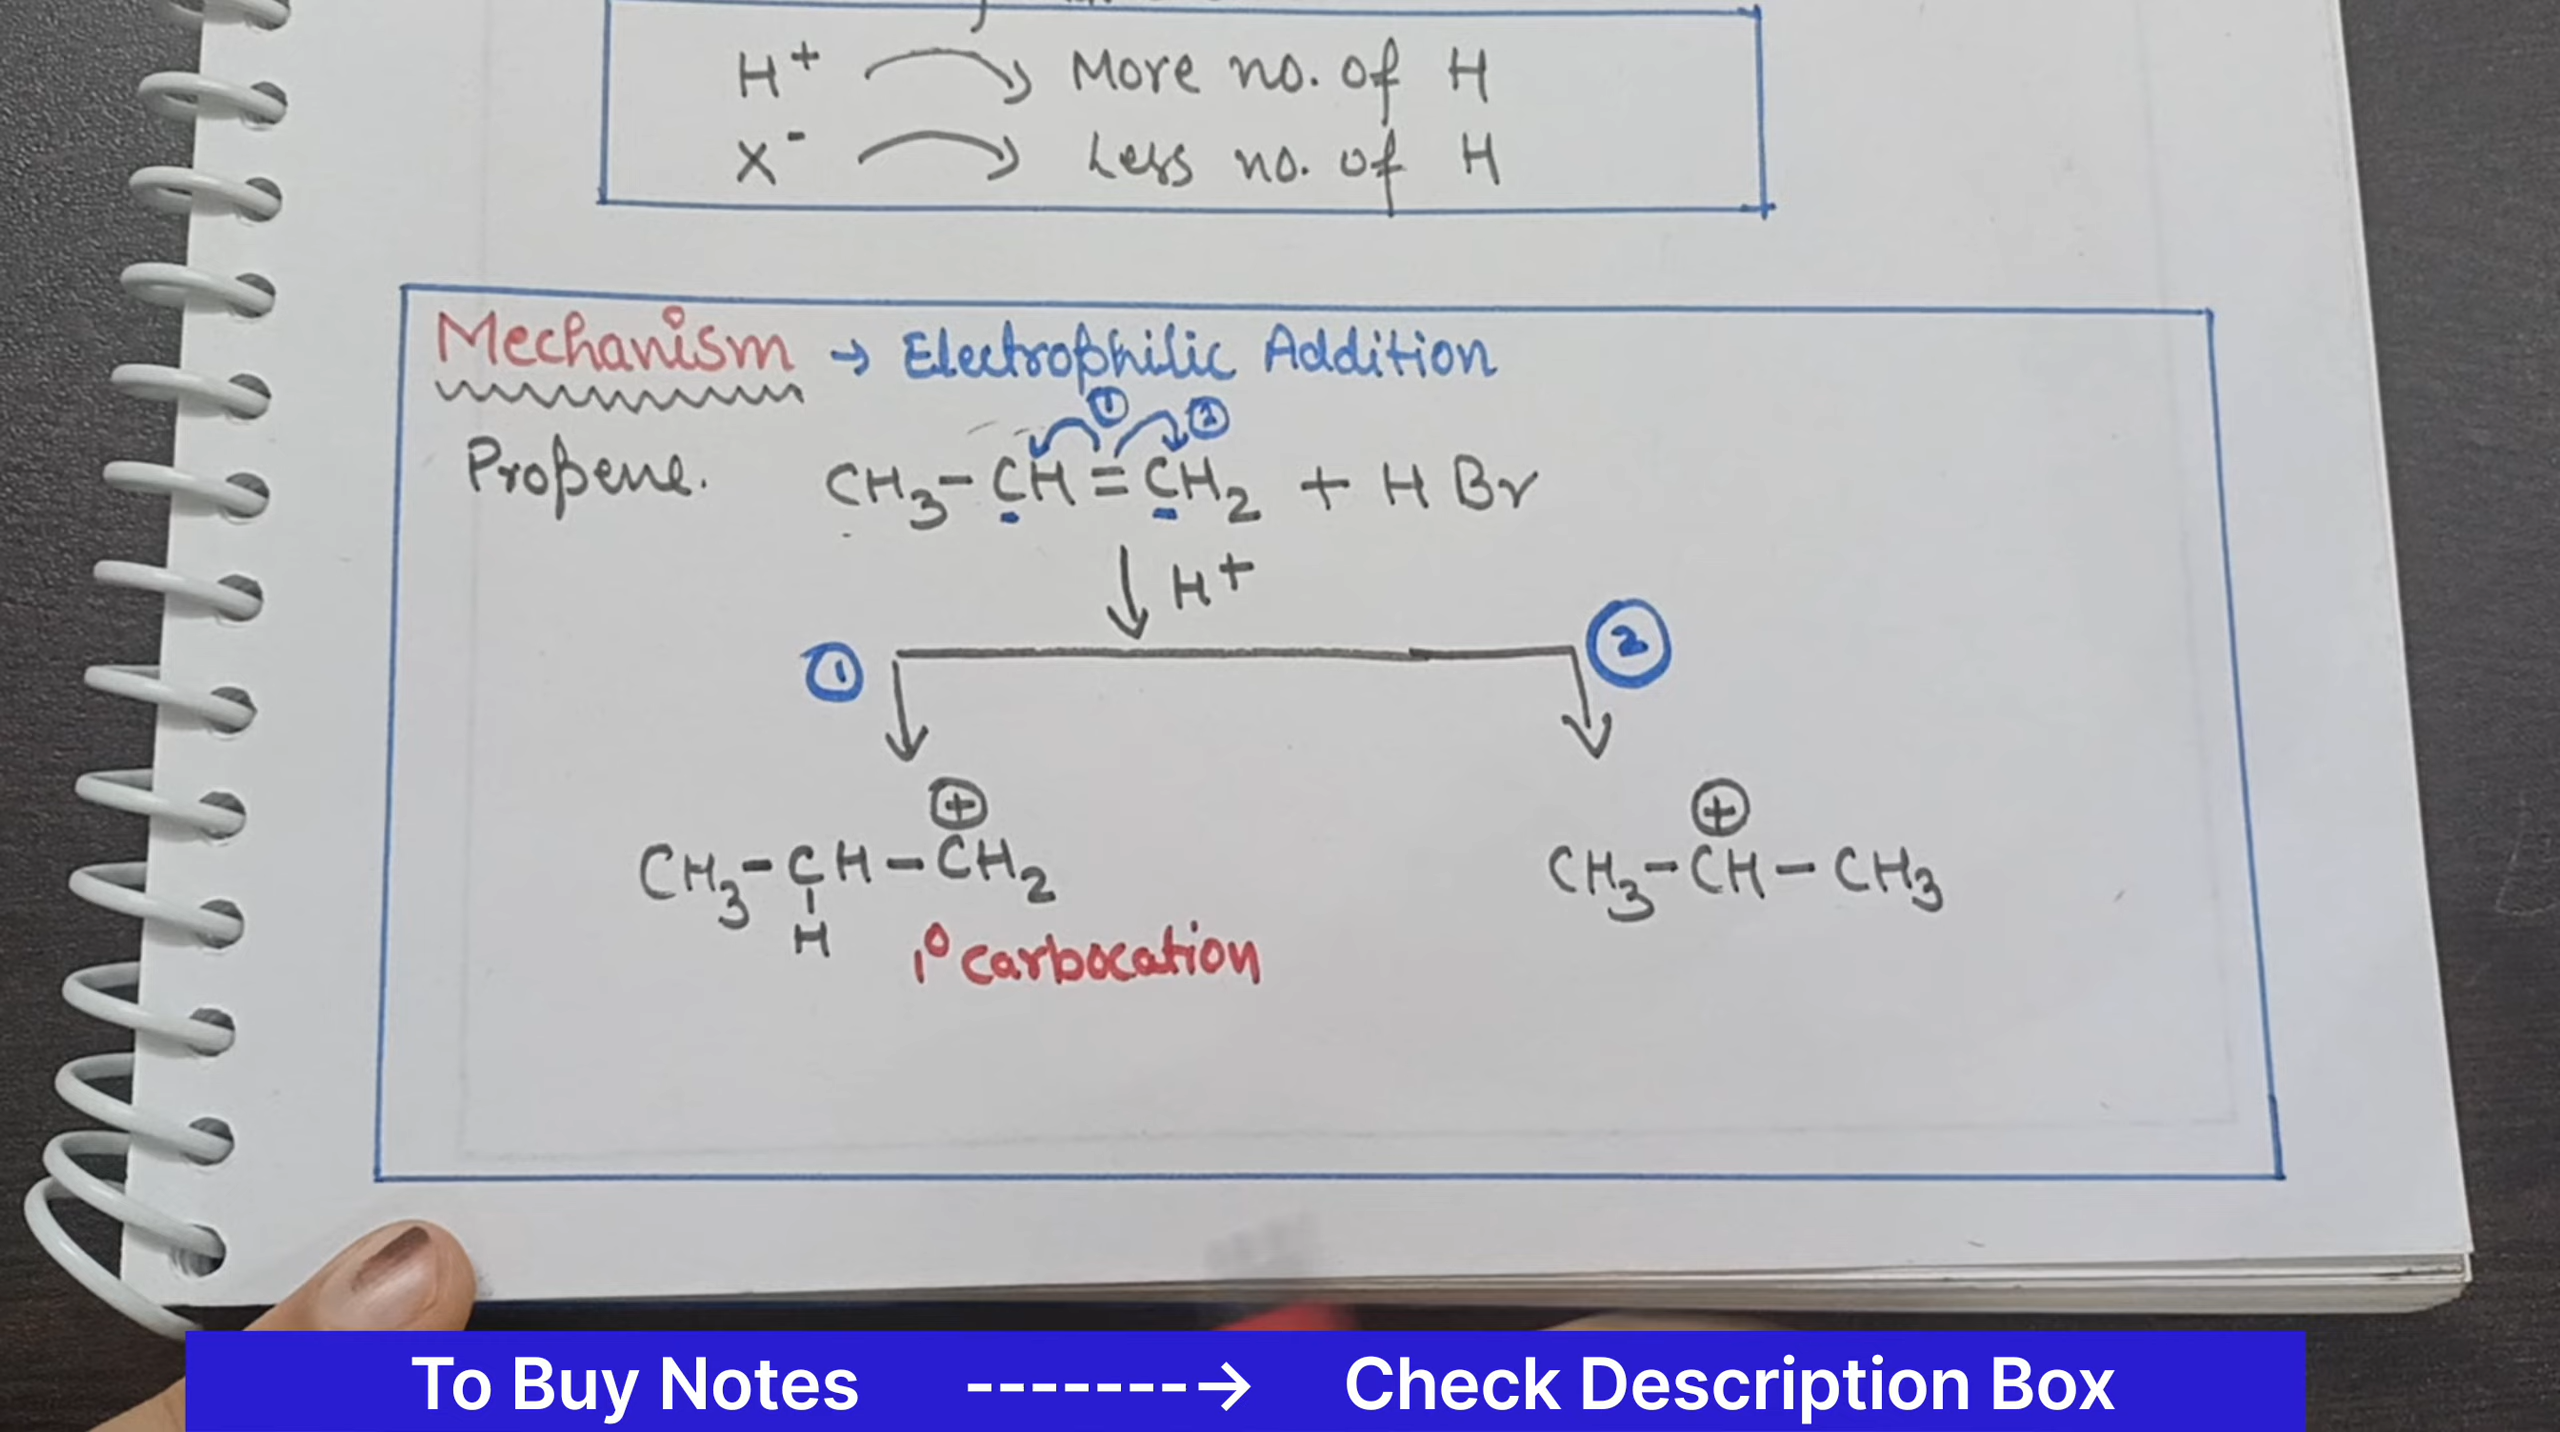 H⁺ → More no. of H
X⁻ → Less no. of H
Mechanism → Electrophilic Addition
① ②
Propene. CH₃-CH=CH₂ + H Br
↓ H⁺
① ②
⊕ ⊕
CH₃-CH-CH₂ CH₃-CH-CH₃
H
1° carbocation
To Buy Notes -------→ Check Description Box